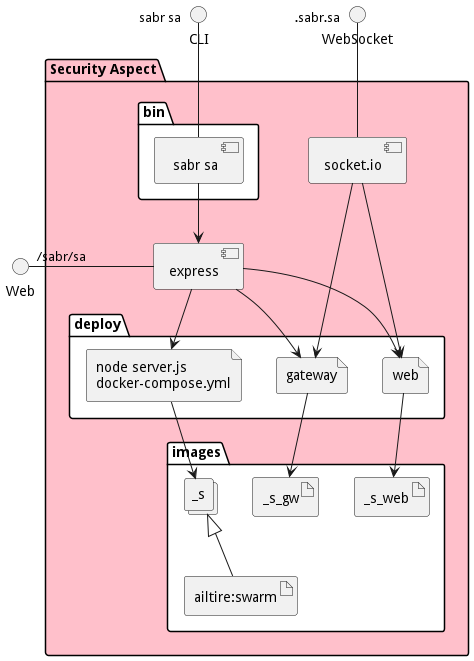 sabr sa
.sabr.sa
CLI
WebSocket
Security Aspect
bin
sabr sa
socket.io
/sabr/sa
express
Web
deploy
node server.js
docker-compose.yml
gateway
web
images
_s
_s_gw
_s_web
ailtire:swarm